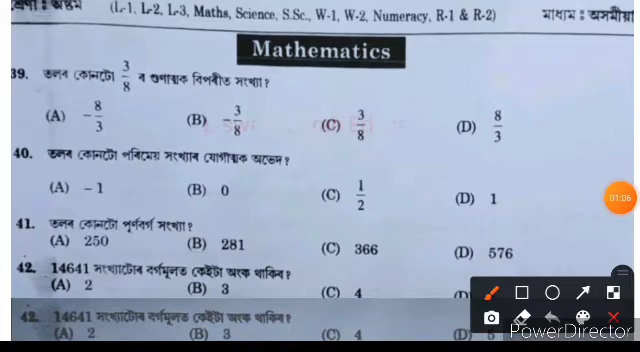 শ্ৰেণী : অষ্টম (L-1. L-2, L-3, Maths, Science, S.Sc., W-1, W-2, Numeracy, R-1 & R-2) মাধ্যম : অসমীয়া
Mathematics
39. তলৰ কোনটো 3/8 ৰ গুণাত্মক বিপৰীত সংখ্যা?
(A) -8/3 (B) -3/8 (C) 3/8 (D) 8/3
40. তলৰ কোনটো পৰিমেয় সংখ্যাৰ যোগাত্মক অভেদ?
(A) -1 (B) 0 (C) 1/2 (D) 1
41. তলৰ কোনটো পূৰ্ণবৰ্গ সংখ্যা?
(A) 250 (B) 281 (C) 366 (D) 576
42. 14641 সংখ্যাটোৰ বৰ্গমূলত কেইটা অংক থাকিব?
(A) 2 (B) 3 (C) 4
42. 14641 সংখ্যাটোৰ বৰ্গমূলত কেইটা অংক থাকিব?
(A) 2 (B) 3 (C) 4 (D) 5
01:06
PowerDirector